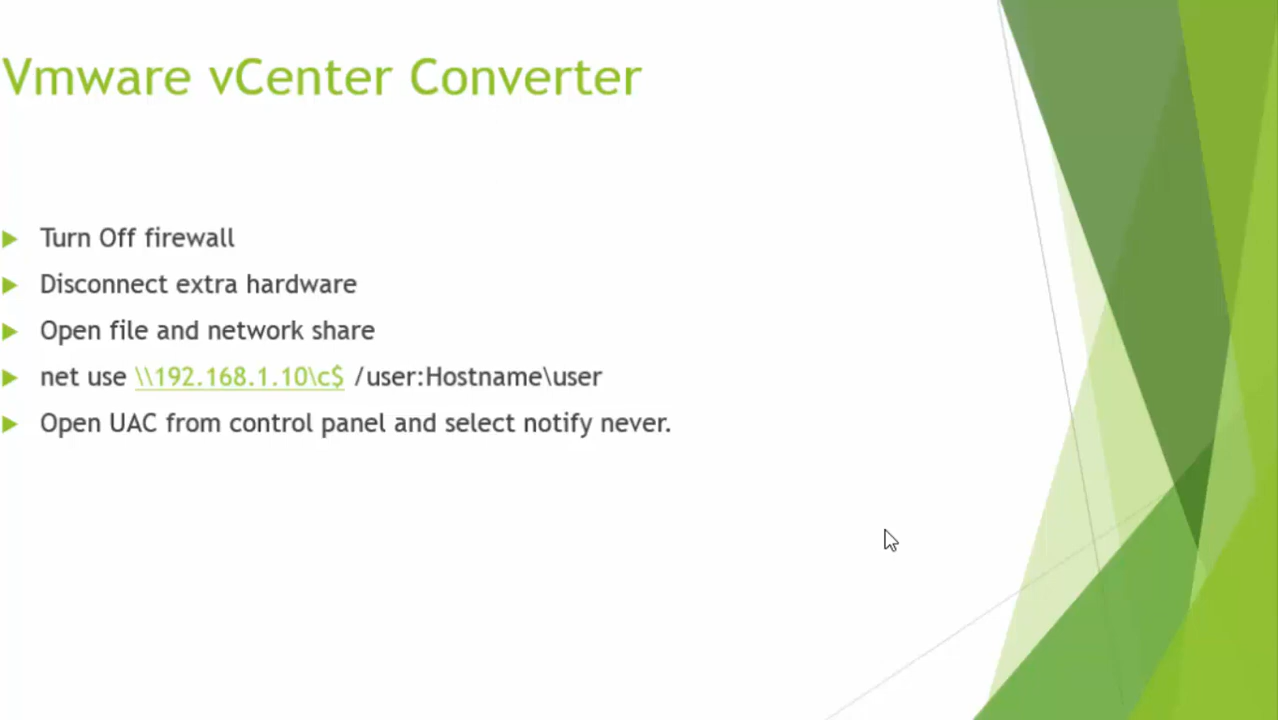 Vmware vCenter Converter
Turn Off firewall
Disconnect extra hardware
Open file and network share
net use \\192.168.1.10\c$ /user:Hostname\user
Open UAC from control panel and select notify never.